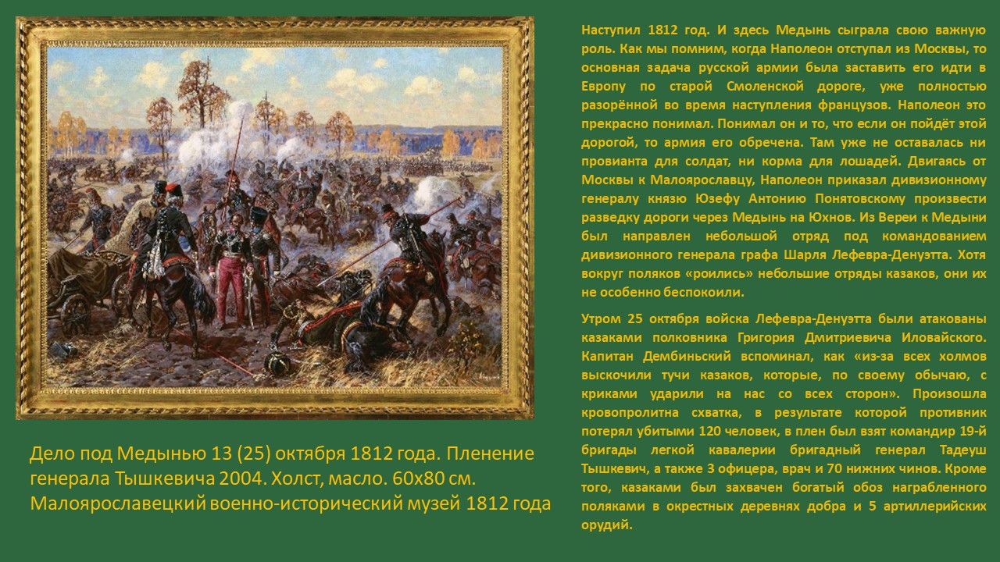 Наступил 1812 год. И здесь Медынь сыграла свою важную
роль. Как мы помним, когда Наполеон отступал из Москвы, то
основная задача русской армии была заставить его идти в
Европу по старой Смоленской дороге, уже полностью
разорённой во время наступления французов. Наполеон это
прекрасно понимал. Понимал он и то, что если он пойдёт этой
дорогой, то армия его обречена. Там уже не оставалась ни
провианта для солдат, ни корма для лошадей. Двигаясь от
Москвы к Малоярославцу, Наполеон приказал дивизионному
генералу князю Юзефу Антонию Понятовскому произвести
разведку дороги через Медынь на Юхнов. Из Вереи к Медыни
был направлен небольшой отряд под командованием
дивизионного генерала графа Шарля Лефевра-Денуэтта. Хотя
вокруг поляков «роились» небольшие отряды казаков, они их
не особенно беспокоили.
Утром 25 октября войска Лефевра-Денуэтта были атакованы
казаками полковника Григория Дмитриевича Иловайского.
Капитан Дембиньский вспоминал, как «из-за всех холмов
выскочили тучи казаков, которые, по своему обычаю, с
криками ударили на нас со всех сторон». Произошла
кровопролитна схватка, в результате которой противник
потерял убитыми 120 человек, в плен был взят командир 19-й
бригады легкой кавалерии бригадный генерал Тадеуш
Тышкевич, а также 3 офицера, врач и 70 нижних чинов. Кроме
того, казаками был захвачен богатый обоз награбленного
поляками в окрестных деревнях добра и 5 артиллерийских
орудий.
Дело под Медынью 13 (25) октября 1812 года. Пленение
генерала Тышкевича 2004. Холст, масло. 60x80 см.
Малоярославецкий военно-исторический музей 1812 года